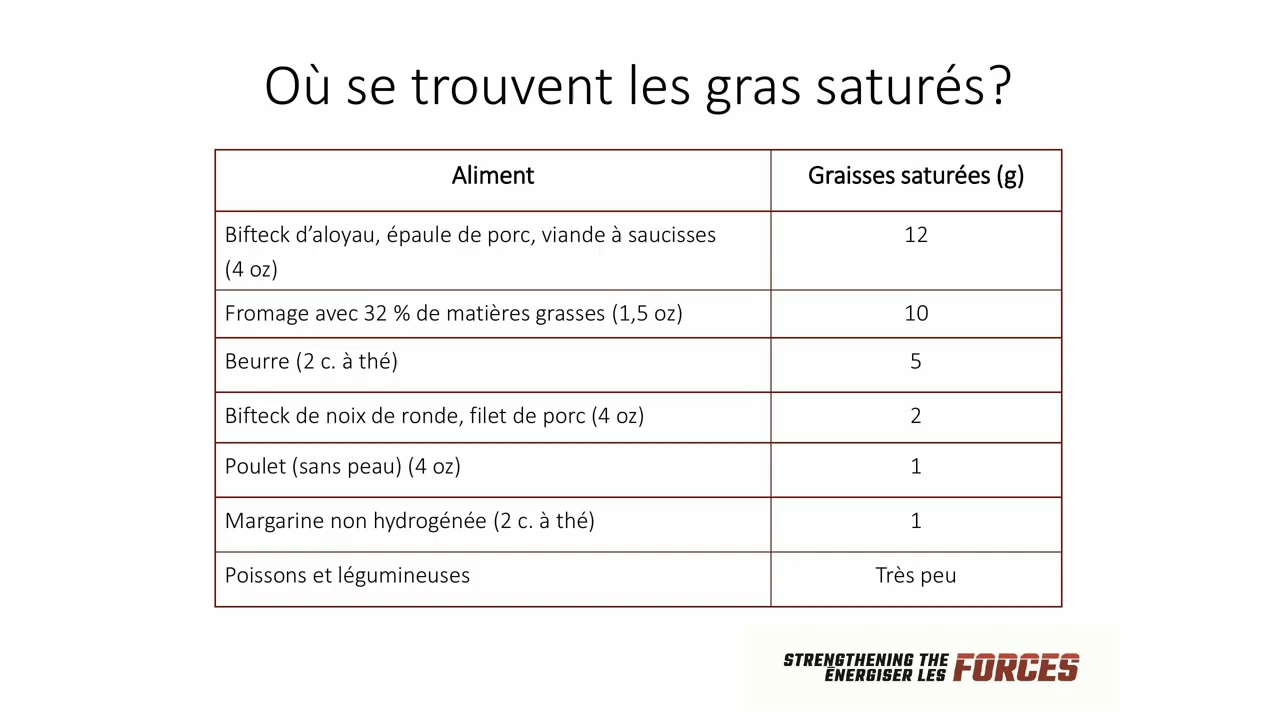 Où se trouvent les gras saturés?
Aliment
Graisses saturées (g)
Bifteck d’aloyau, épaule de porc, viande à saucisses
(4 oz)
12
Fromage avec 32 % de matières grasses (1,5 oz)
10
Beurre (2 c. à thé)
5
Bifteck de noix de ronde, filet de porc (4 oz)
2
Poulet (sans peau) (4 oz)
1
Margarine non hydrogénée (2 c. à thé)
1
Poissons et légumineuses
Très peu
STRENGTHENING THE
ÉNERGISER LES
FORCES